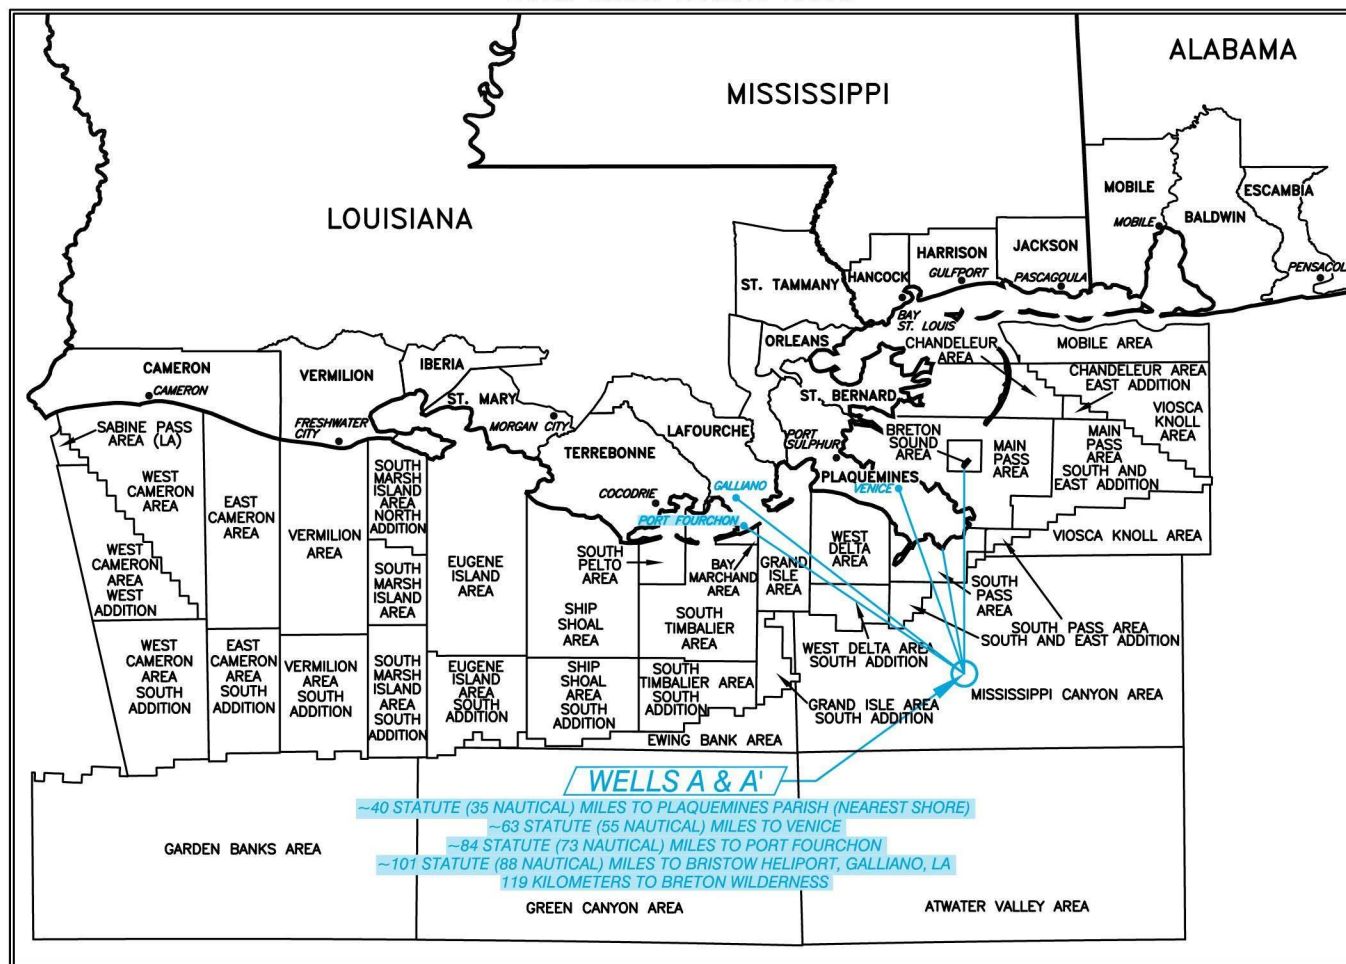 ALABAMA
MISSISSIPPI
LOUISIANA
MOBILE
MOBILE
BALDWIN
ESCAMBIA
PENSACOL
ST. TAMMANY
HANCOCK
HARRISON
GULFPORT
JACKSON
PASCAGOULA
BAY
ST. LOUIS
ORLEANS
CHANDELEUR
AREA
MOBILE AREA
CHANDELEUR AREA
EAST ADDITION
VIOSCA
KNOLL
AREA
CAMERON
CAMERON
VERMILION
IBERIA
ST. MARY
FRESHWATER
CITY
MORGAN CITY
TERREBONNE
LAFOURCHE
ST. BERNARD
PORT
SULPHUR
PLAQUEMINES
BRETON
SOUND
AREA
MAIN
PASS
AREA
MAIN
PASS
AREA
SOUTH AND
EAST ADDITION
COCODRIE
GALLIANO
VENICE
PORT FOURCHON
SABINE PASS
AREA (LA)
WEST
CAMERON
AREA
EAST
CAMERON
AREA
VERMILION
AREA
SOUTH
MARSH
ISLAND
AREA
NORTH
ADDITION
WEST
CAMERON
AREA
WEST
ADDITION
SOUTH
MARSH
ISLAND
AREA
EUGENE
ISLAND
AREA
SOUTH
PELTO
AREA
BAY
MARCHAND
AREA
GRAND
ISLE
AREA
WEST
DELTA
AREA
VIOSCA KNOLL AREA
SOUTH
PASS
AREA
SOUTH PASS AREA
SOUTH AND EAST ADDITION
SHIP
SHOAL
AREA
SOUTH
TIMBALIER
AREA
WEST DELTA AREA
SOUTH ADDITION
WEST
CAMERON
AREA
SOUTH
ADDITION
EAST
CAMERON
AREA
SOUTH
ADDITION
VERMILION
AREA
SOUTH
ADDITION
SOUTH
MARSH
ISLAND
AREA
SOUTH
ADDITION
EUGENE
ISLAND
AREA
SOUTH
ADDITION
SHIP
SHOAL
AREA
SOUTH
ADDITION
SOUTH
TIMBALIER AREA
SOUTH
ADDITION
GRAND ISLE AREA
SOUTH ADDITION
MISSISSIPPI CANYON AREA
EWING BANK AREA
WELLS A & A'
~40 STATUTE (35 NAUTICAL) MILES TO PLAQUEMINES PARISH (NEAREST SHORE)
~63 STATUTE (55 NAUTICAL) MILES TO VENICE
~84 STATUTE (73 NAUTICAL) MILES TO PORT FOURCHON
~101 STATUTE (88 NAUTICAL) MILES TO BRISTOW HELIPORT, GALLIANO, LA
119 KILOMETERS TO BRETON WILDERNESS
GARDEN BANKS AREA
GREEN CANYON AREA
ATWATER VALLEY AREA